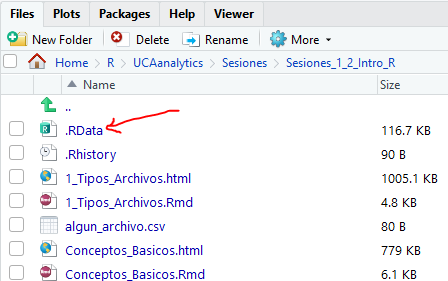 Files Plots Packages Help Viewer
New Folder Delete Rename More
Home R UCAanalytics Sesiones Sesiones_1_2_Intro_R
Name Size
..
.RData 116.7 KB
.Rhistory 90 B
1_Tipos_Archivos.html 1005.1 KB
1_Tipos_Archivos.Rmd 4.8 KB
algun_archivo.csv 80 B
Conceptos_Basicos.html 779 KB
Conceptos_Basicos.Rmd 6.1 KB